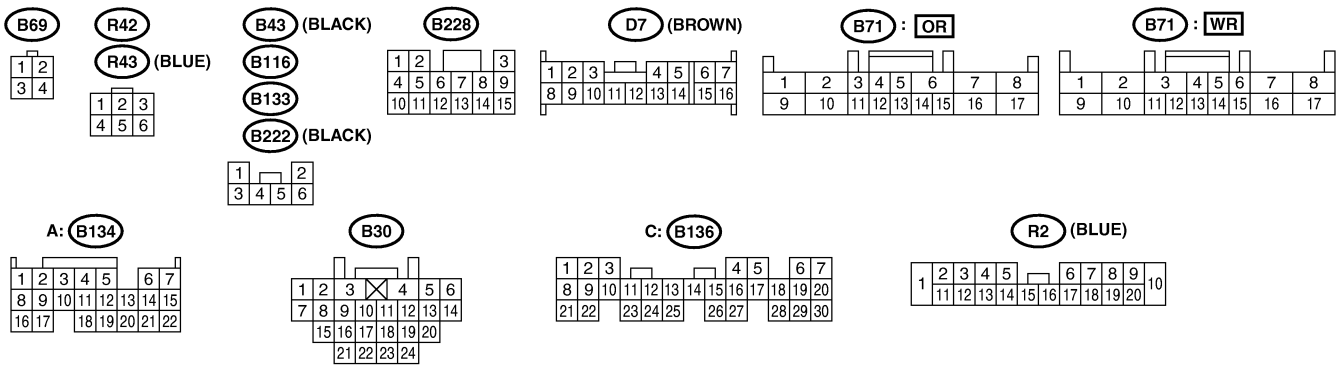 B69 R42 B43 (BLACK) B228 D7 (BROWN) B71 : OR B71 : WR
R43 (BLUE) B116
B133
B222 (BLACK)
1 2
3 4
1 2 3
4 5 6
1 2
3 4 5 6
1 2 3
4 5 6 7 8 9
10 11 12 13 14 15
1 2 3 4 5 6 7
8 9 10 11 12 13 14 15 16
1 2 3 4 5 6 7 8
9 10 11 12 13 14 15 16 17
1 2 3 4 5 6 7 8
9 10 11 12 13 14 15 16 17
A: B134 B30 C: B136 R2 (BLUE)
1 2 3 4 5 6 7
8 9 10 11 12 13 14 15
16 17 18 19 20 21 22
1 2 3 4 5 6
7 8 9 10 11 12 13 14
15 16 17 18 19 20
21 22 23 24
1 2 3 4 5 6 7
8 9 10 11 12 13 14 15 16 17 18 19 20
21 22 23 24 25 26 27 28 29 30
1 2 3 4 5 6 7 8 9 10
11 12 13 14 15 16 17 18 19 20